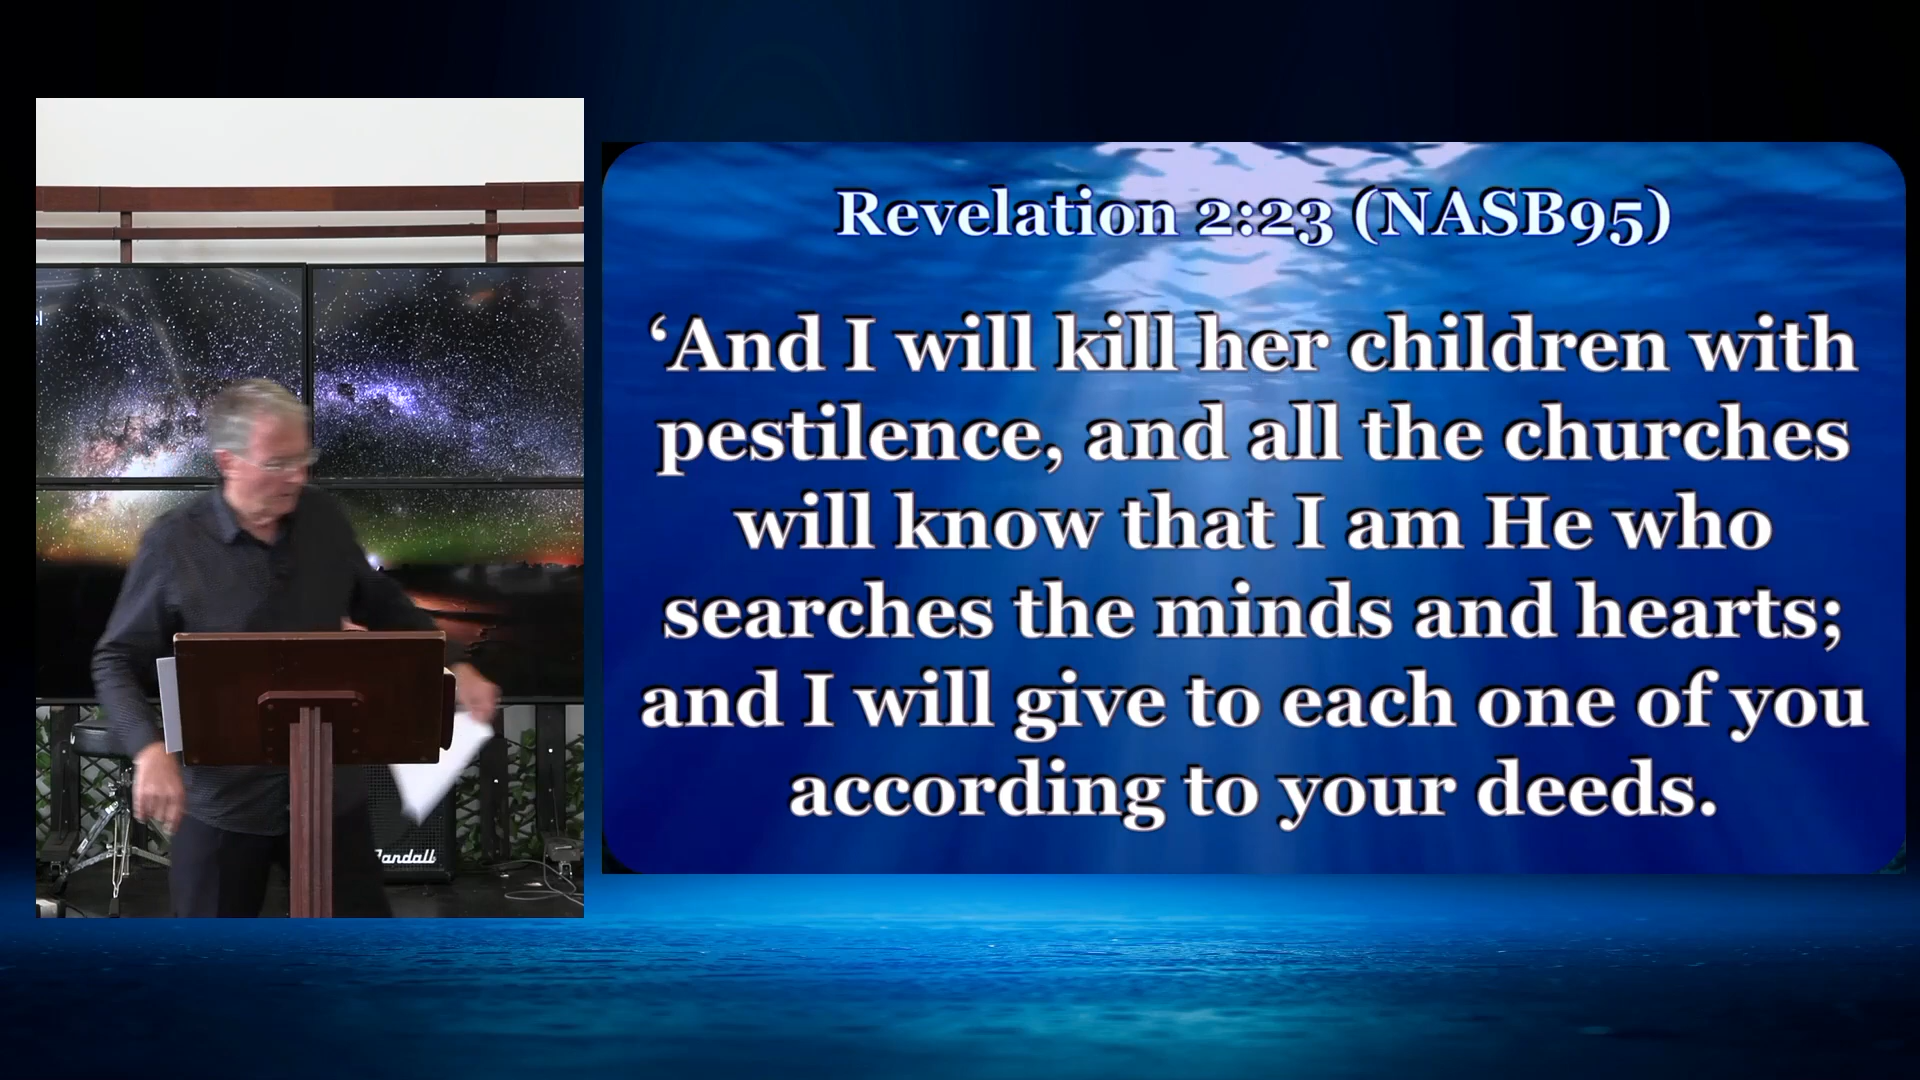 Revelation 2:23 (NASB95)
‘And I will kill her children with
pestilence, and all the churches
will know that I am He who
searches the minds and hearts;
and I will give to each one of you
according to your deeds.
Randall